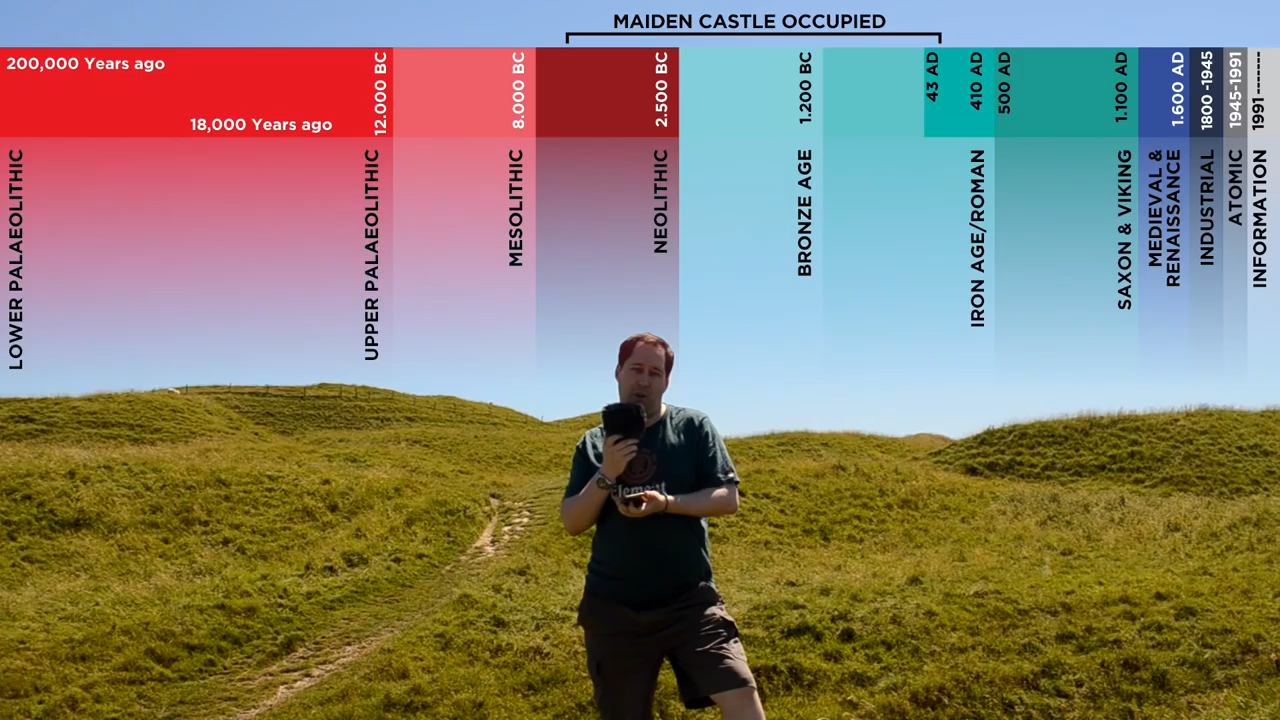 MAIDEN CASTLE OCCUPIED
200,000 Years ago
18,000 Years ago
12.000 BC
8.000 BC
2.500 BC
1.200 BC
43 AD
410 AD
500 AD
1.100 AD
1.600 AD
1800 -1945
1945-1991
1991 -------
LOWER PALAEOLITHIC
UPPER PALAEOLITHIC
MESOLITHIC
NEOLITHIC
BRONZE AGE
IRON AGE/ROMAN
SAXON & VIKING
MEDIEVAL &
RENAISSANCE
INDUSTRIAL
ATOMIC
INFORMATION
element